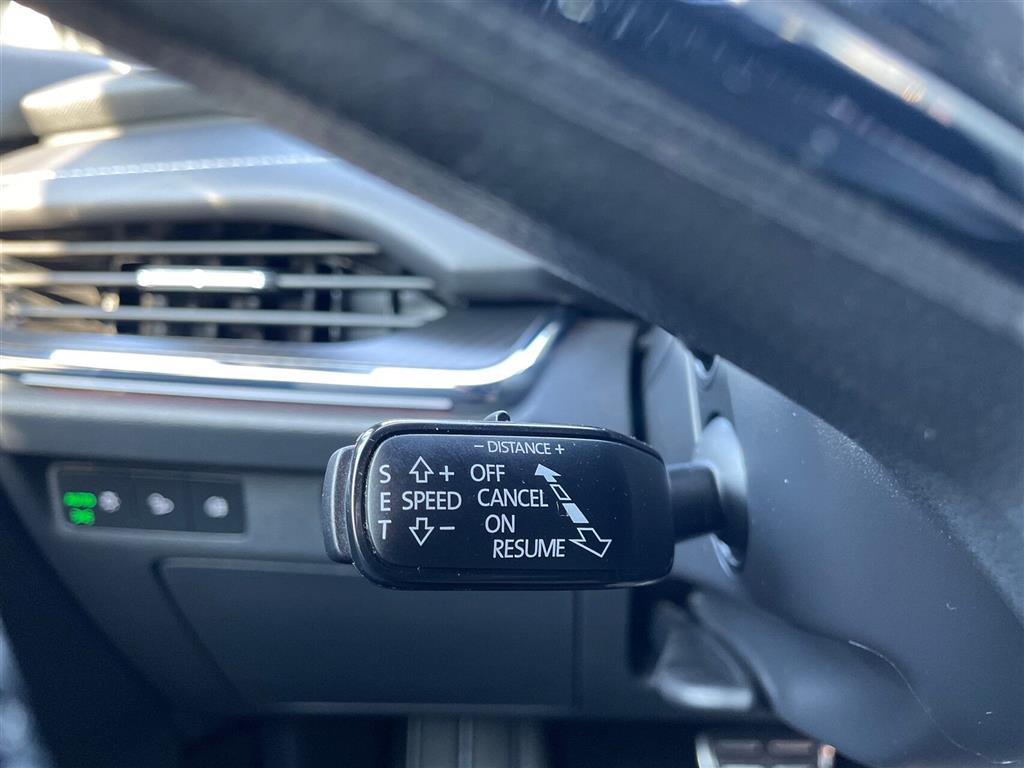 - DISTANCE +
S + OFF
E SPEED CANCEL
T - ON
RESUME